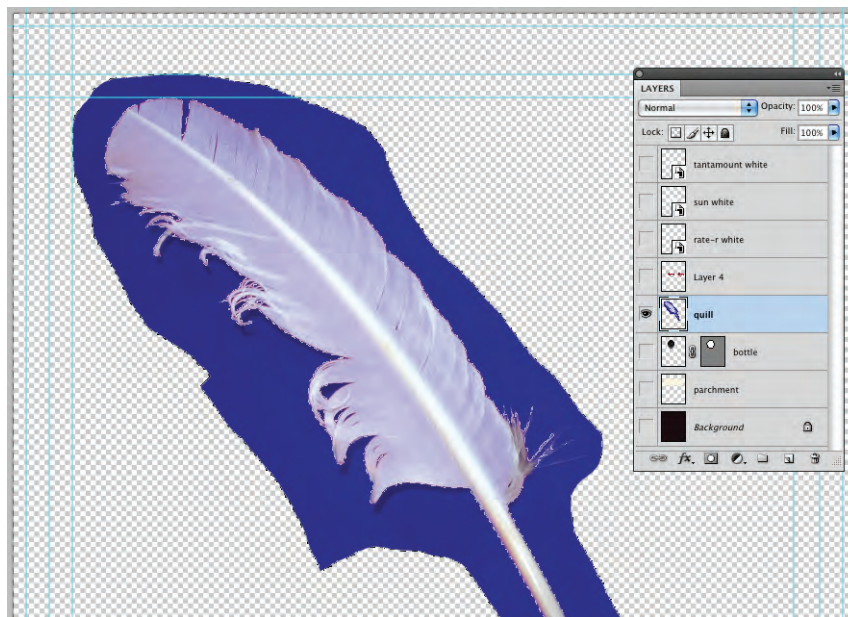 LAYERS
Normal Opacity: 100%
Lock: Fill: 100%
tantamount white
sun white
rate-r white
Layer 4
quill
bottle
parchment
Background
fx.